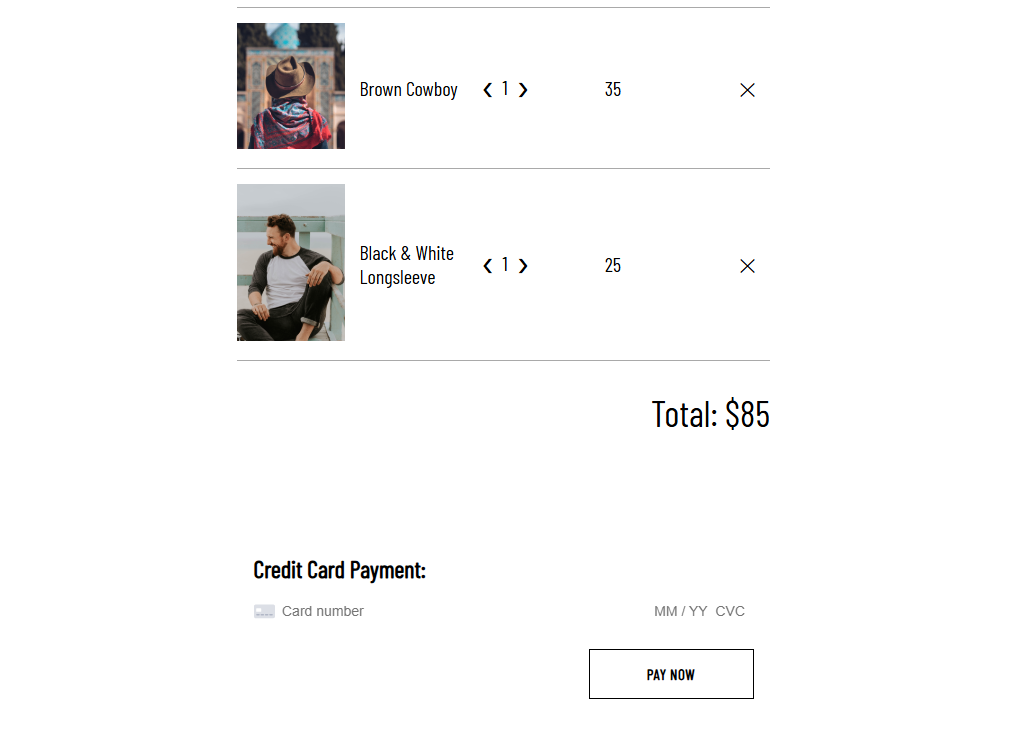 Brown Cowboy ❮ 1 ❯ 35 ✕
Black & White
Longsleeve ❮ 1 ❯ 25 ✕
Total: $85
Credit Card Payment:
Card number MM / YY CVC
PAY NOW